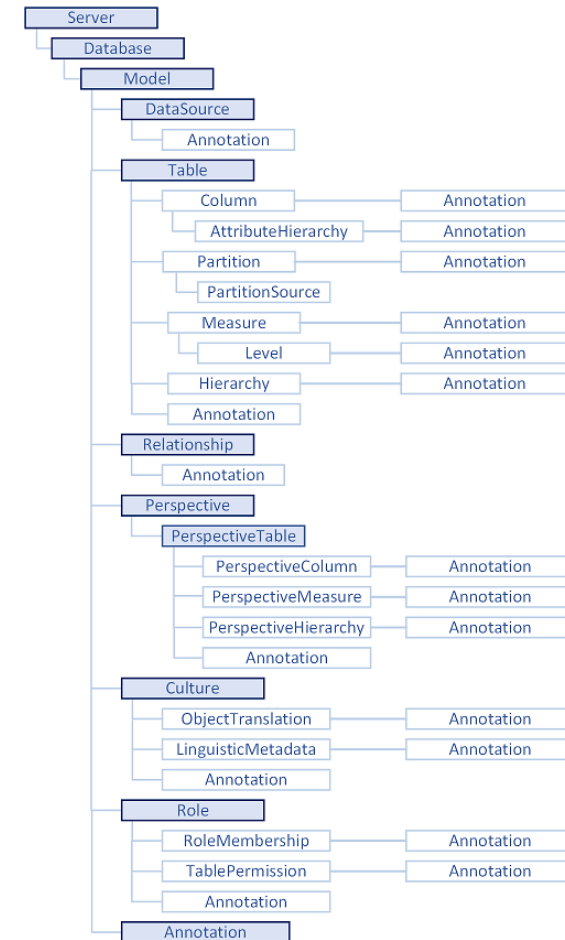 Server
Database
Model
DataSource
Annotation
Table
Column Annotation
AttributeHierarchy Annotation
Partition Annotation
PartitionSource
Measure Annotation
Level Annotation
Hierarchy Annotation
Annotation
Relationship
Annotation
Perspective
PerspectiveTable
PerspectiveColumn Annotation
PerspectiveMeasure Annotation
PerspectiveHierarchy Annotation
Annotation
Culture
ObjectTranslation Annotation
LinguisticMetadata Annotation
Annotation
Role
RoleMembership Annotation
TablePermission Annotation
Annotation
Annotation